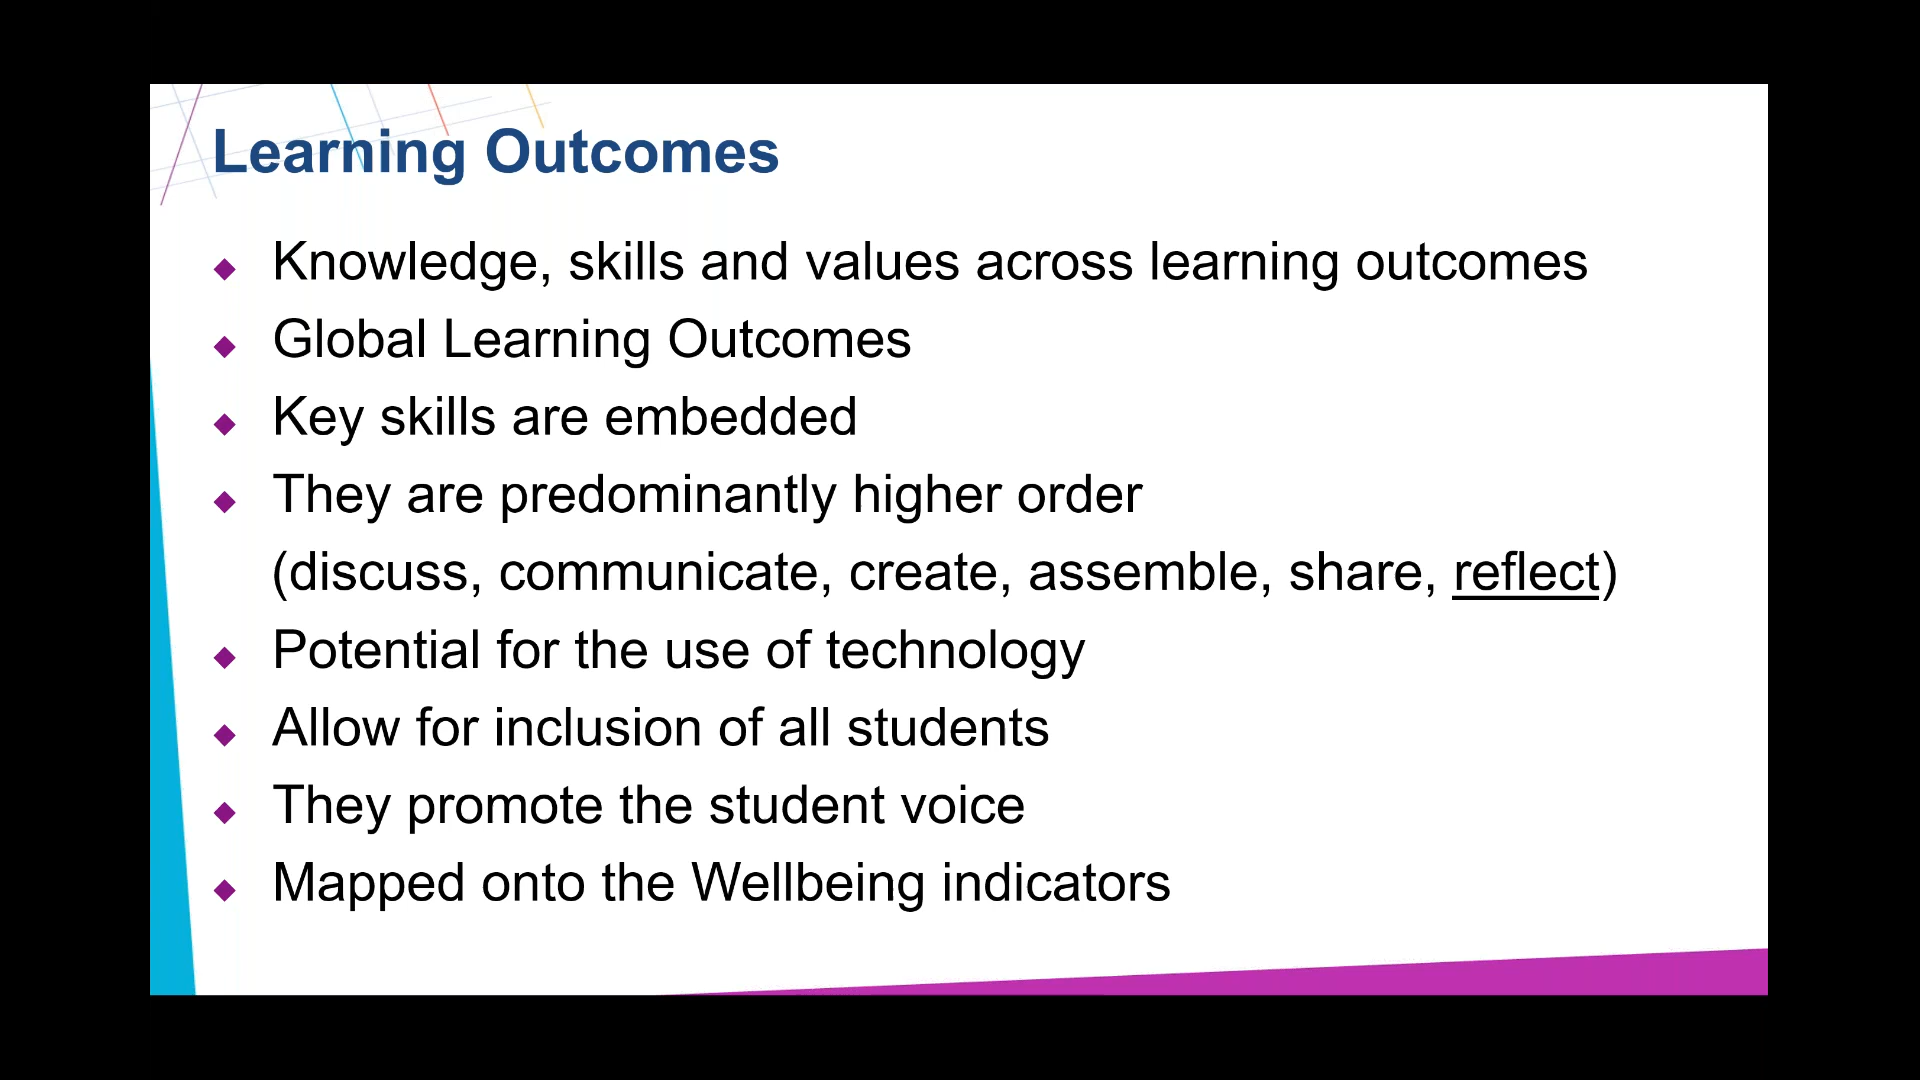 Learning Outcomes
Knowledge, skills and values across learning outcomes
Global Learning Outcomes
Key skills are embedded
They are predominantly higher order
(discuss, communicate, create, assemble, share, reflect)
Potential for the use of technology
Allow for inclusion of all students
They promote the student voice
Mapped onto the Wellbeing indicators